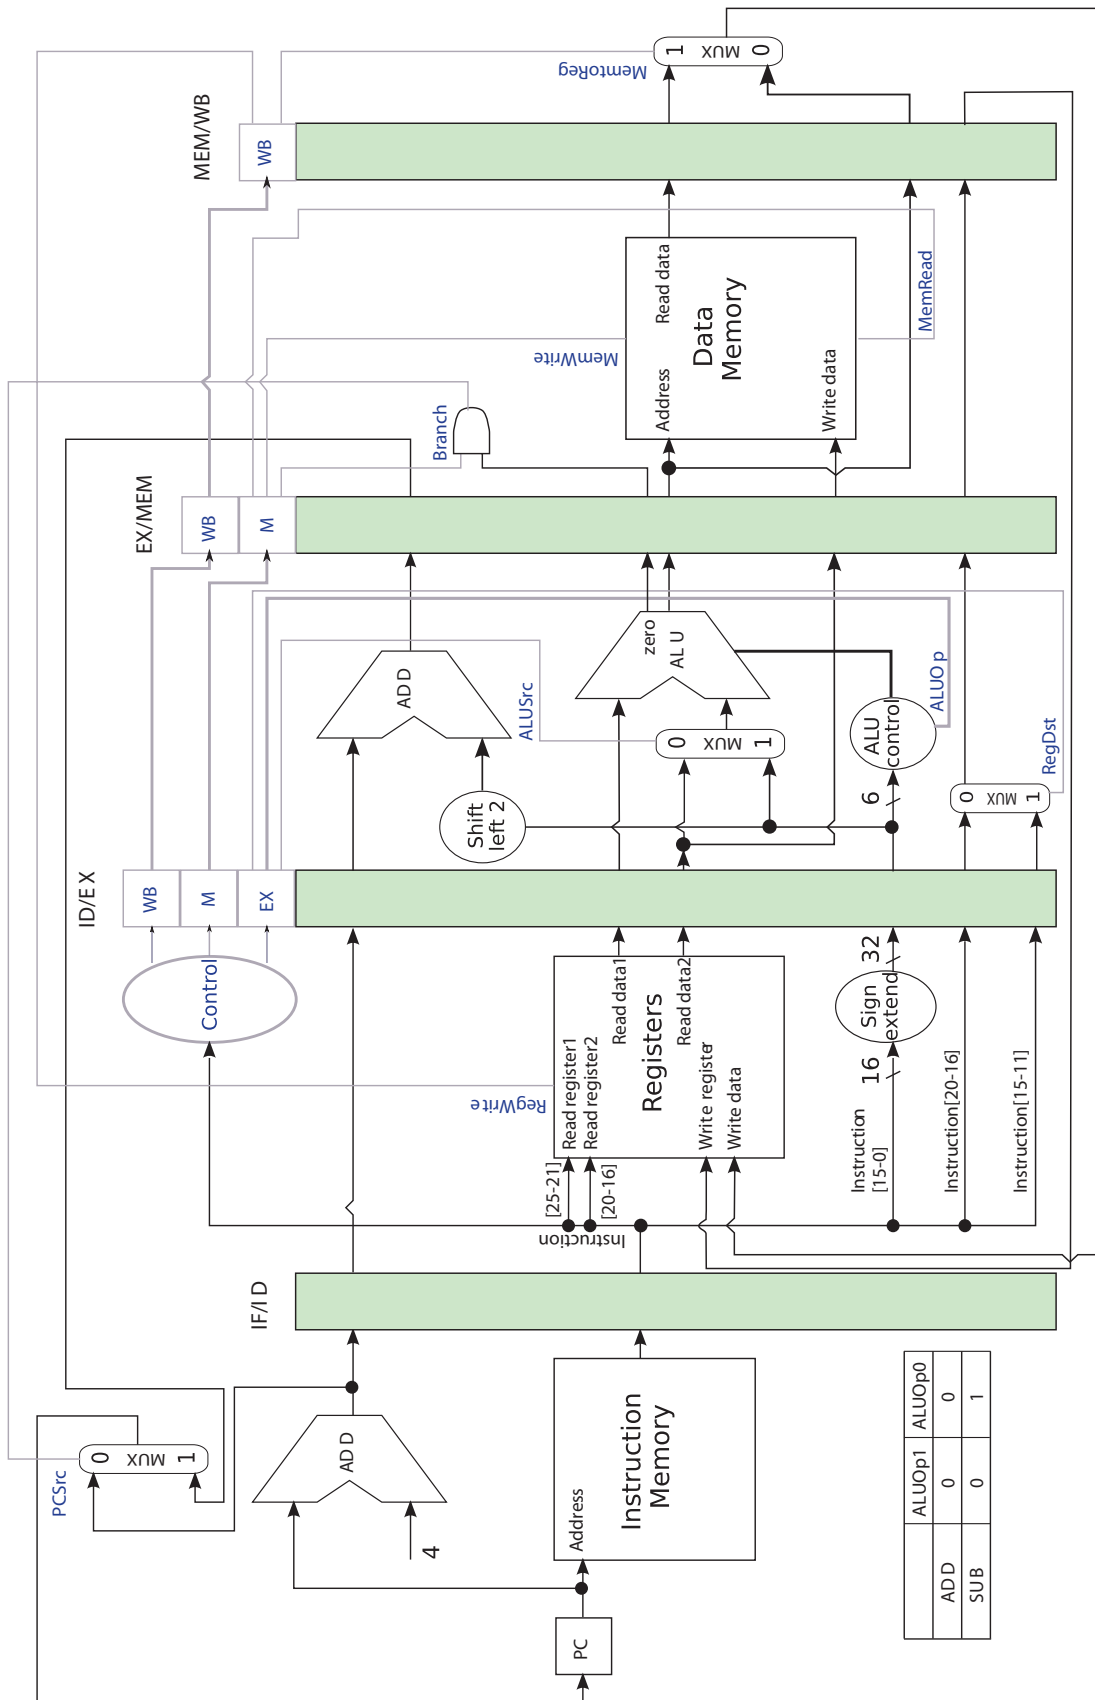 PCSrc
0
MUX
1
PC
4
ADD
Address
Instruction
Memory
IF/ID
Control
RegWrite
Instruction
[25-21]
[20-16]
Read register1
Read register2
Registers
Read data1
Read data2
Write register
Write data
Instruction
[15-0]
16
Sign
extend
32
Instruction[20-16]
Instruction[15-11]
ID/EX
WB
M
EX
Shift
left 2
ADD
ALUSrc
0
MUX
1
zero
ALU
6
ALU
control
ALUOp
0
MUX
1
RegDst
EX/MEM
WB
M
Branch
MemWrite
Address
Read data
Data
Memory
Write data
MemRead
MEM/WB
WB
MemtoReg
1
MUX
0
ALUOp1 ALUOp0
ADD 0 0
SUB 0 1